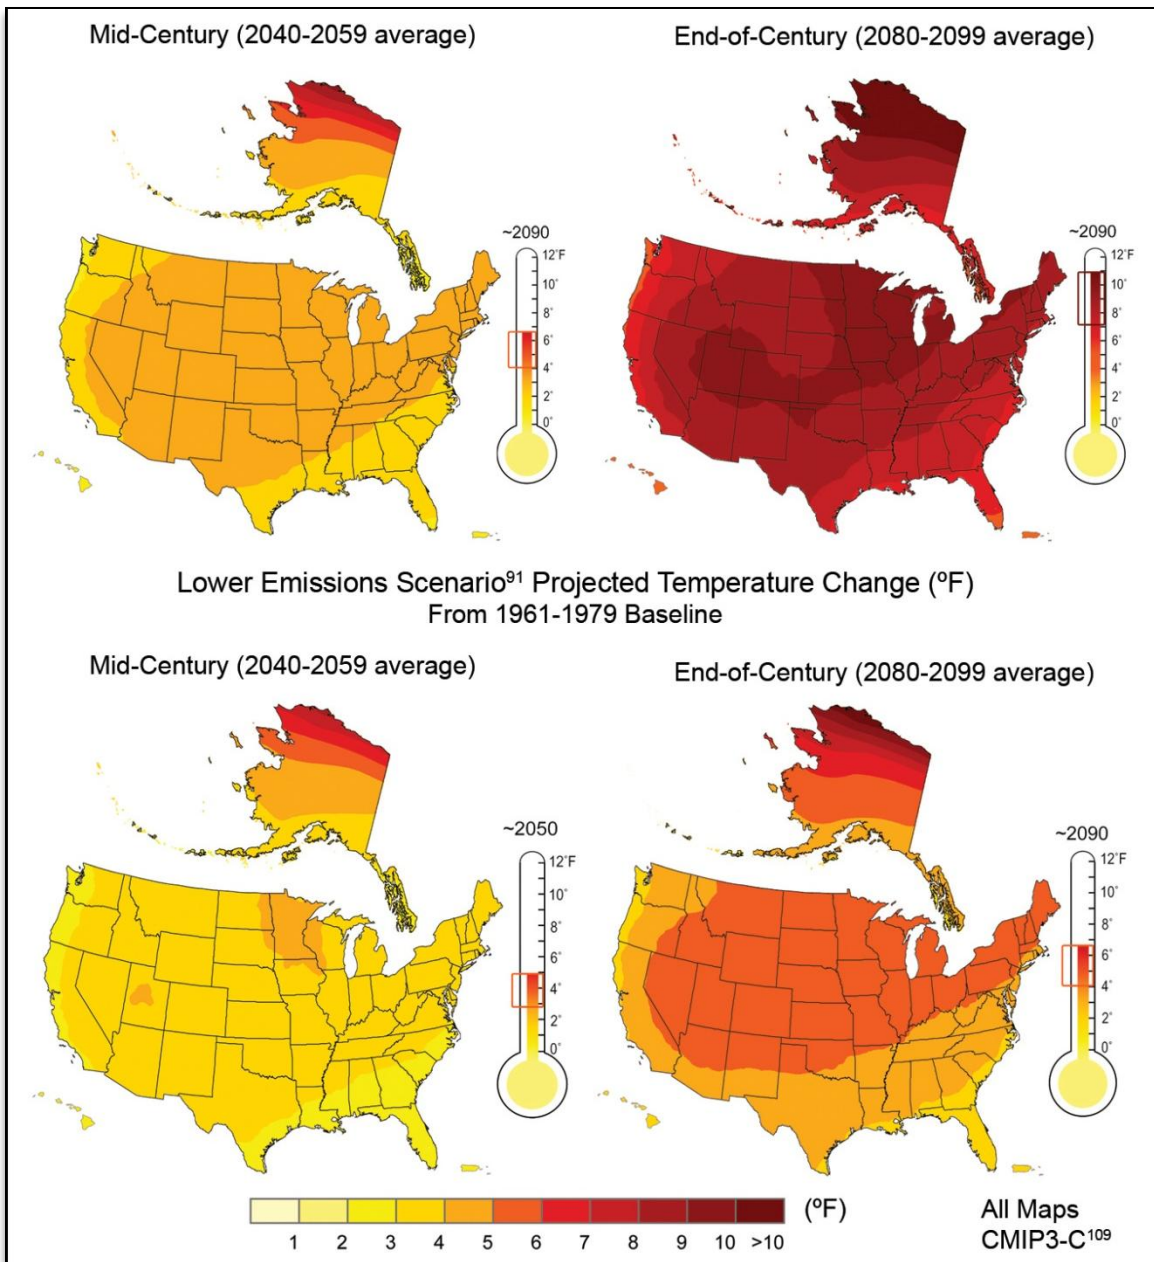 Mid-Century (2040-2059 average)
End-of-Century (2080-2099 average)
~2090
12°F
10°
8°
6°
4°
2°
0°
~2090
12°F
10°
8°
6°
4°
2°
0°
Lower Emissions Scenario⁹¹ Projected Temperature Change (ºF)
From 1961-1979 Baseline
Mid-Century (2040-2059 average)
End-of-Century (2080-2099 average)
~2050
12°F
10°
8°
6°
4°
2°
0°
~2090
12°F
10°
8°
6°
4°
2°
0°
(ºF)
1 2 3 4 5 6 7 8 9 10 >10
All Maps
CMIP3-C¹⁰⁹